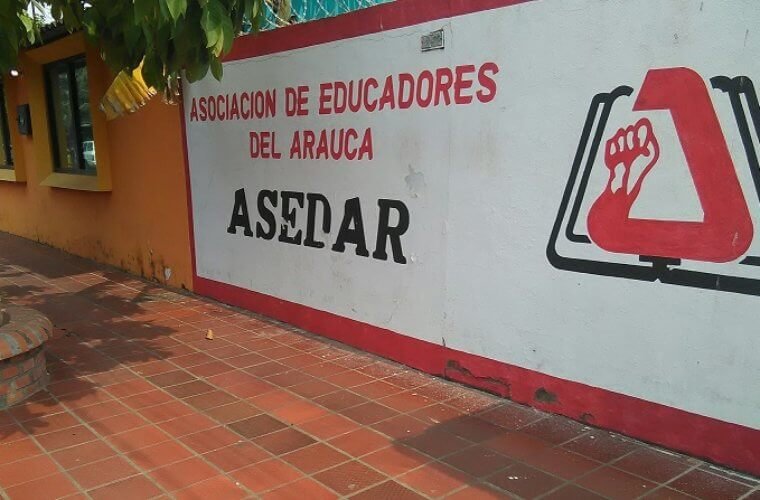 ASOCIACION DE EDUCADORES
DEL ARAUCA
ASEDAR